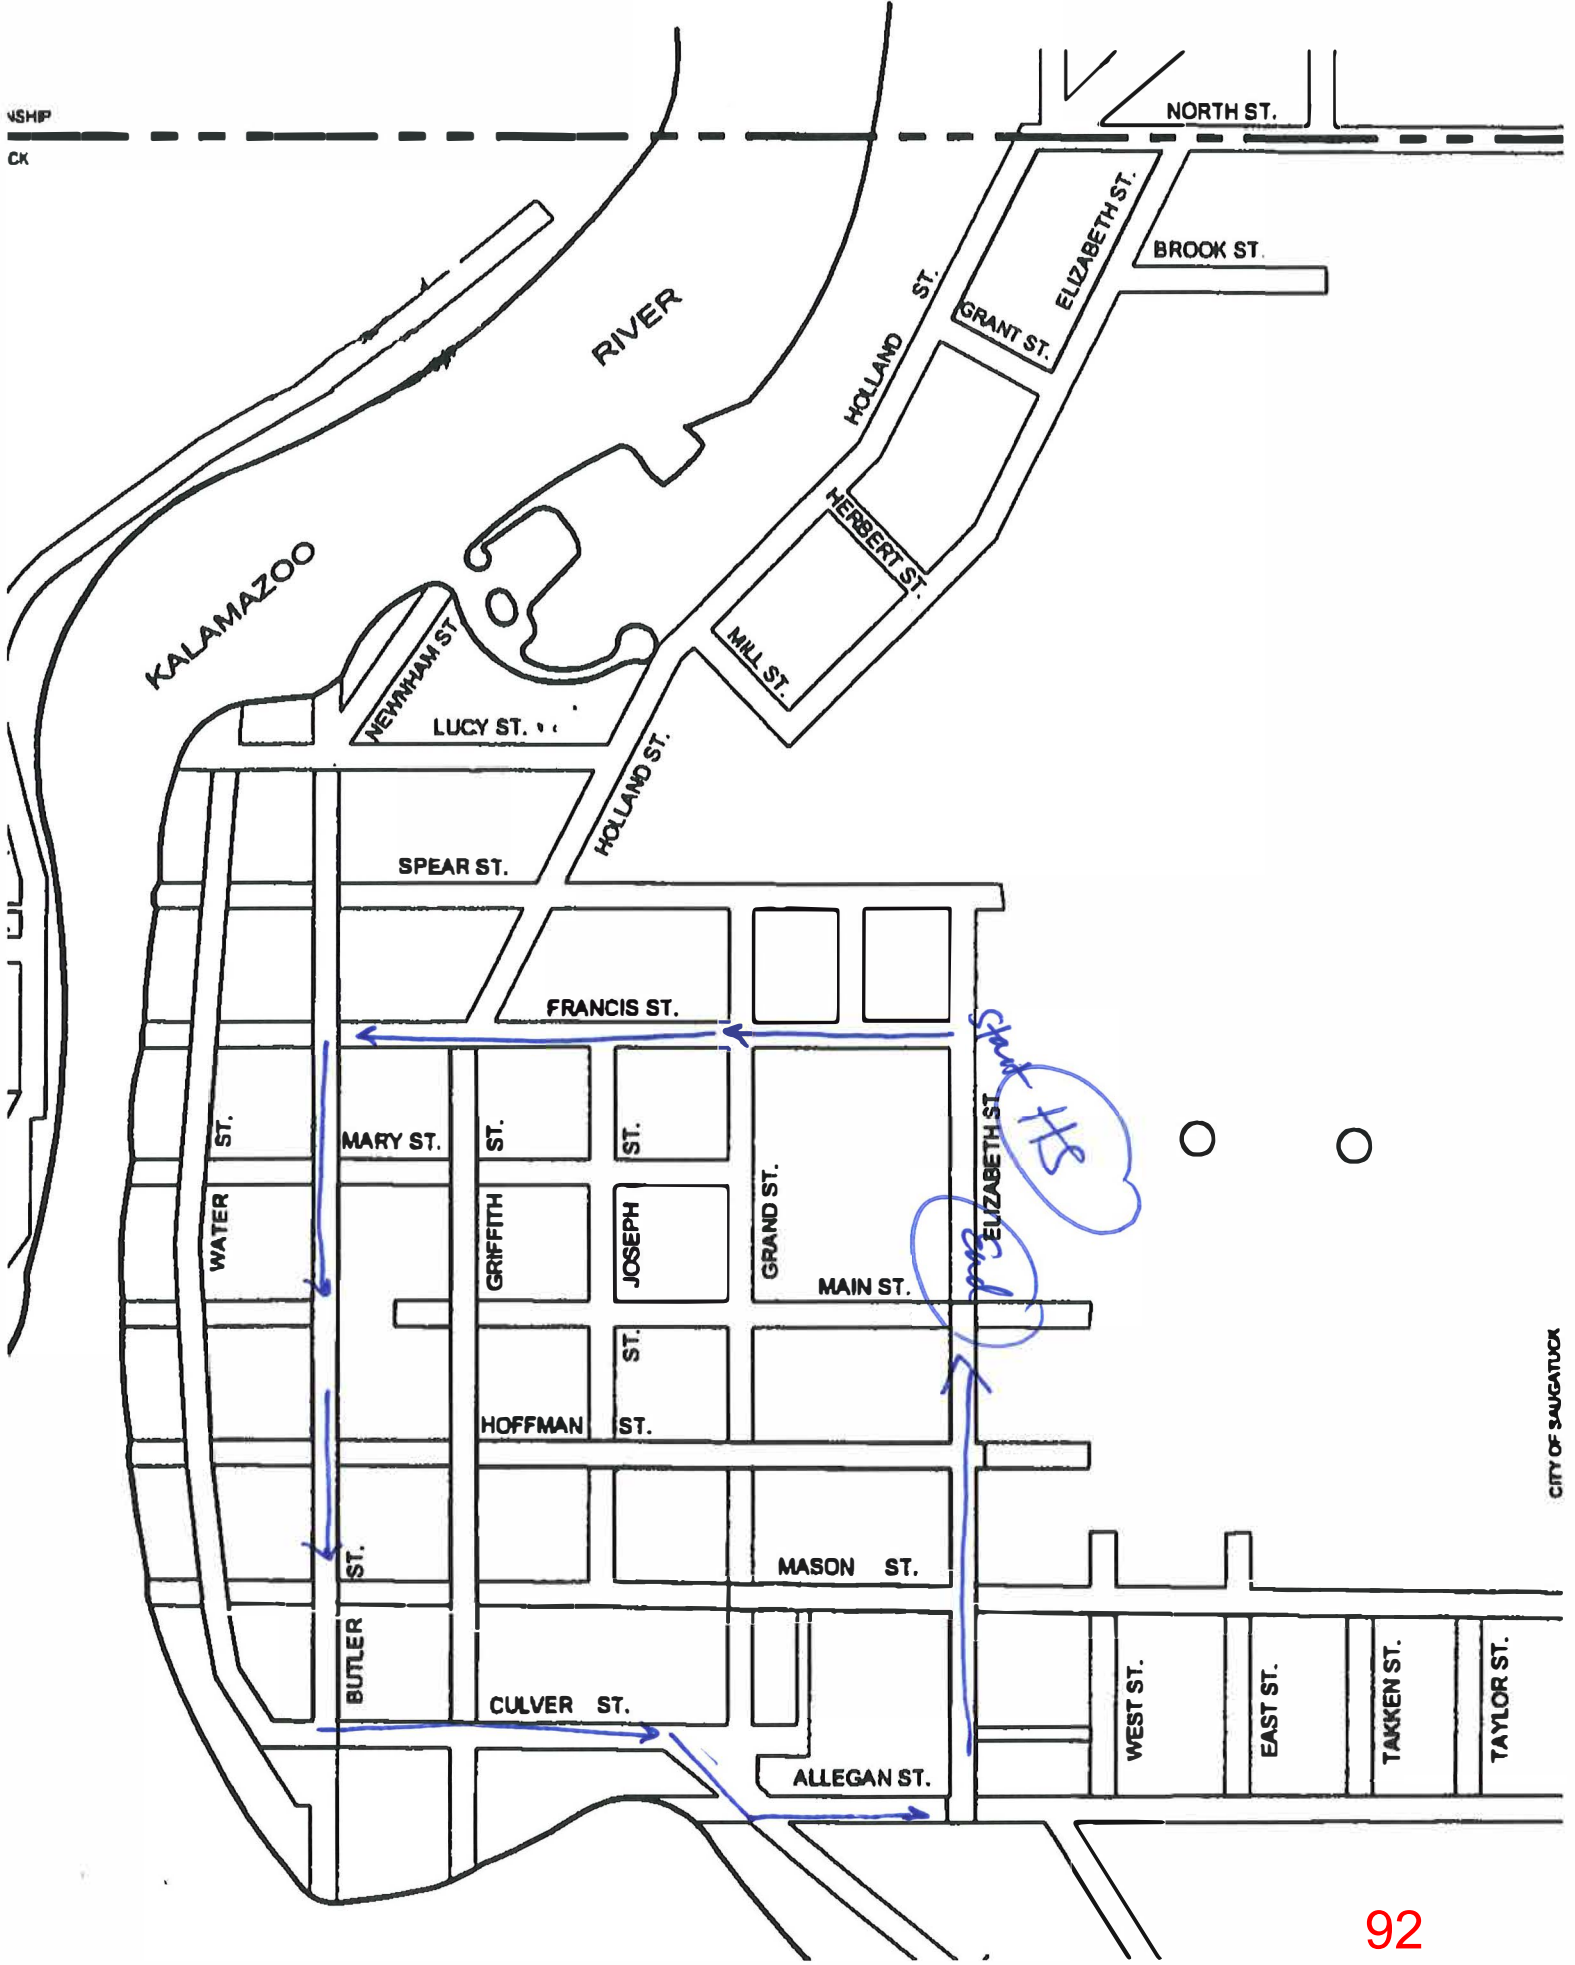 NSHIP
CK
NORTH ST.
ELIZABETH ST.
BROOK ST.
HOLLAND ST.
GRANT ST.
RIVER
HERBERT ST.
KALAMAZOO
MILL ST.
NEWNHAM ST.
LUCY ST.
HOLLAND ST.
SPEAR ST.
FRANCIS ST.
Start
HS
MARY ST.
WATER ST.
GRIFFITH ST.
JOSEPH ST.
GRAND ST.
ELIZABETH ST.
End
MAIN ST.
ST.
HOFFMAN ST.
CITY OF SAUGATUCK
MASON ST.
BUTLER ST.
CULVER ST.
WEST ST.
EAST ST.
TAKKEN ST.
TAYLOR ST.
ALLEGAN ST.
92